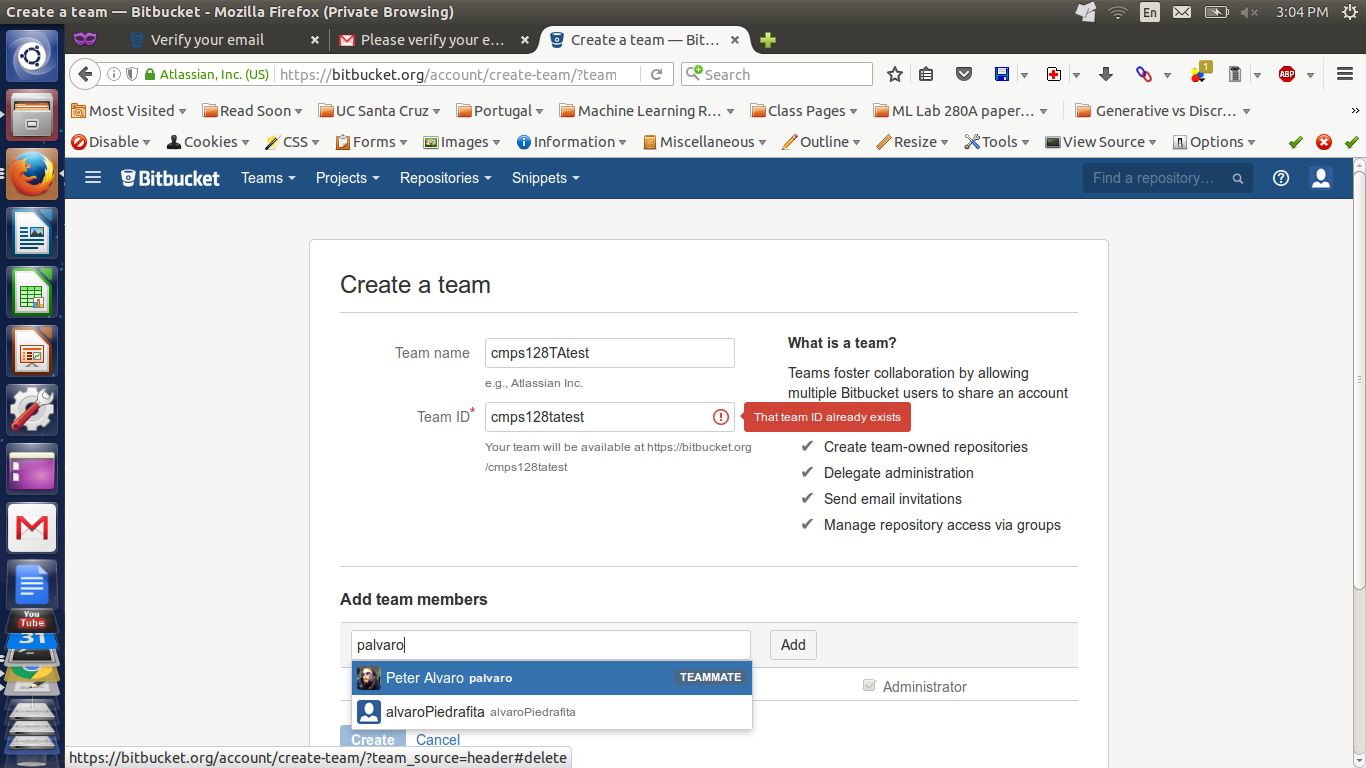 Create a team — Bitbucket - Mozilla Firefox (Private Browsing)
En
3:04 PM
Verify your email
Please verify your e...
Create a team — Bit...
Atlassian, Inc. (US)
https://bitbucket.org/account/create-team/?team
Search
1
ABP
Most Visited
Read Soon
UC Santa Cruz
Portugal
Machine Learning R...
Class Pages
ML Lab 280A paper...
Generative vs Discr...
»
Disable
Cookies
CSS
Forms
Images
Information
Miscellaneous
Outline
Resize
Tools
View Source
Options
Bitbucket
Teams
Projects
Repositories
Snippets
Find a repository...
Create a team
Team name
cmps128TAtest
e.g., Atlassian Inc.
Team ID*
cmps128tatest
That team ID already exists
Your team will be available at https://bitbucket.org
/cmps128tatest
What is a team?
Teams foster collaboration by allowing
multiple Bitbucket users to share an account
Create team-owned repositories
Delegate administration
Send email invitations
Manage repository access via groups
Add team members
palvaro
Add
Peter Alvaro palvaro
TEAMMATE
alvaroPiedrafita alvaroPiedrafita
Administrator
Create
Cancel
https://bitbucket.org/account/create-team/?team_source=header#delete
You
Tube
31